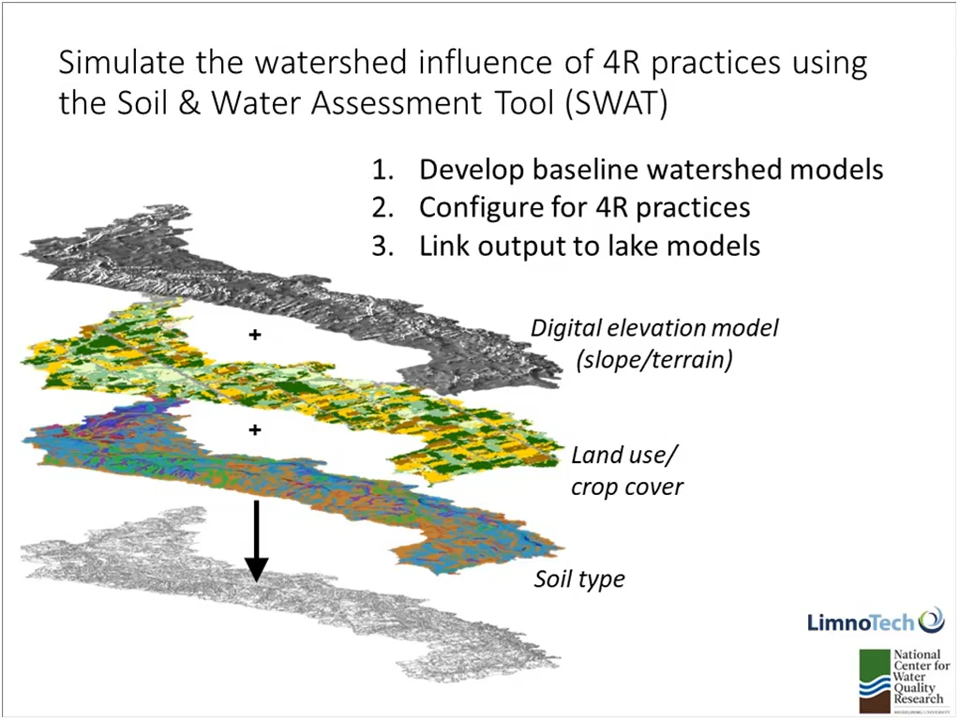 Simulate the watershed influence of 4R practices using
the Soil & Water Assessment Tool (SWAT)
1. Develop baseline watershed models
2. Configure for 4R practices
3. Link output to lake models
+
Digital elevation model
(slope/terrain)
+
Land use/
crop cover
Soil type
LimnoTech
National
Center for
Water
Quality
Research
HEIDELBERG UNIVERSITY